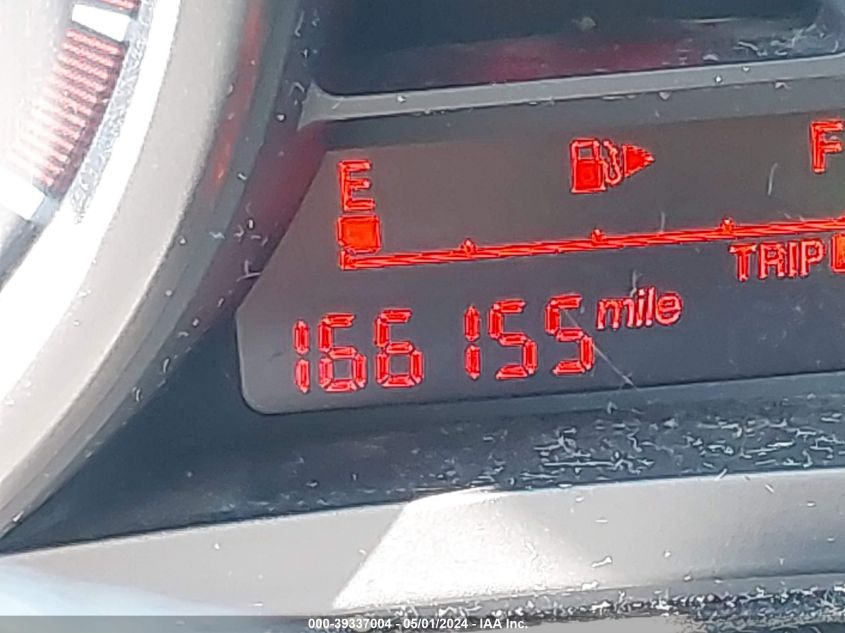 E F
TRIP
166155 mile
000-39337004 - 05/01/2024 - IAA Inc.